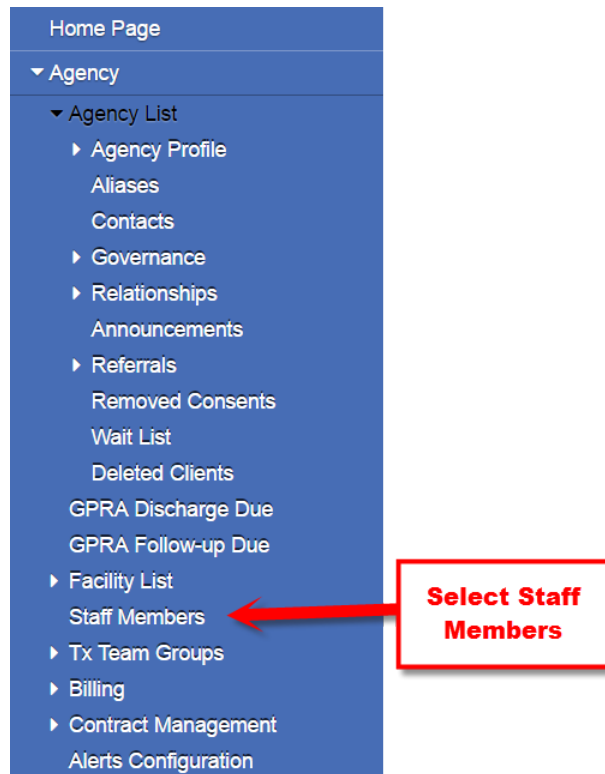 Home Page
Agency
Agency List
Agency Profile
Aliases
Contacts
Governance
Relationships
Announcements
Referrals
Removed Consents
Wait List
Deleted Clients
GPRA Discharge Due
GPRA Follow-up Due
Facility List
Staff Members
Select Staff
Members
Tx Team Groups
Billing
Contract Management
Alerts Configuration